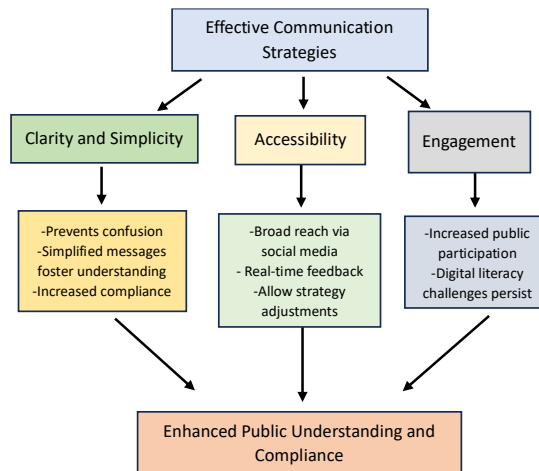 Effective Communication
Strategies
Clarity and Simplicity
Accessibility
Engagement
-Prevents confusion
-Simplified messages
foster understanding
-Increased compliance
-Broad reach via
social media
- Real-time feedback
-Allow strategy
adjustments
-Increased public
participation
-Digital literacy
challenges persist
Enhanced Public Understanding and
Compliance